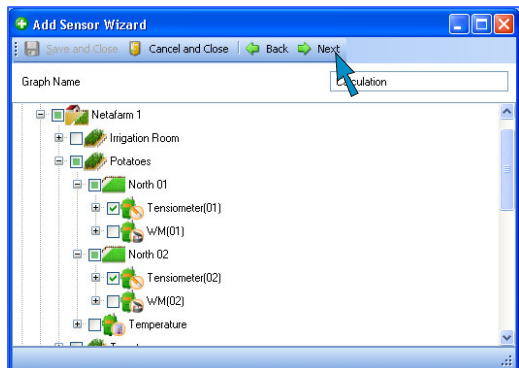 Add Sensor Wizard
Save and Close Cancel and Close Back Next
Graph Name Calculation
Netafarm 1
Irrigation Room
Potatoes
North 01
Tensiometer(01)
WM(01)
North 02
Tensiometer(02)
WM(02)
Temperature